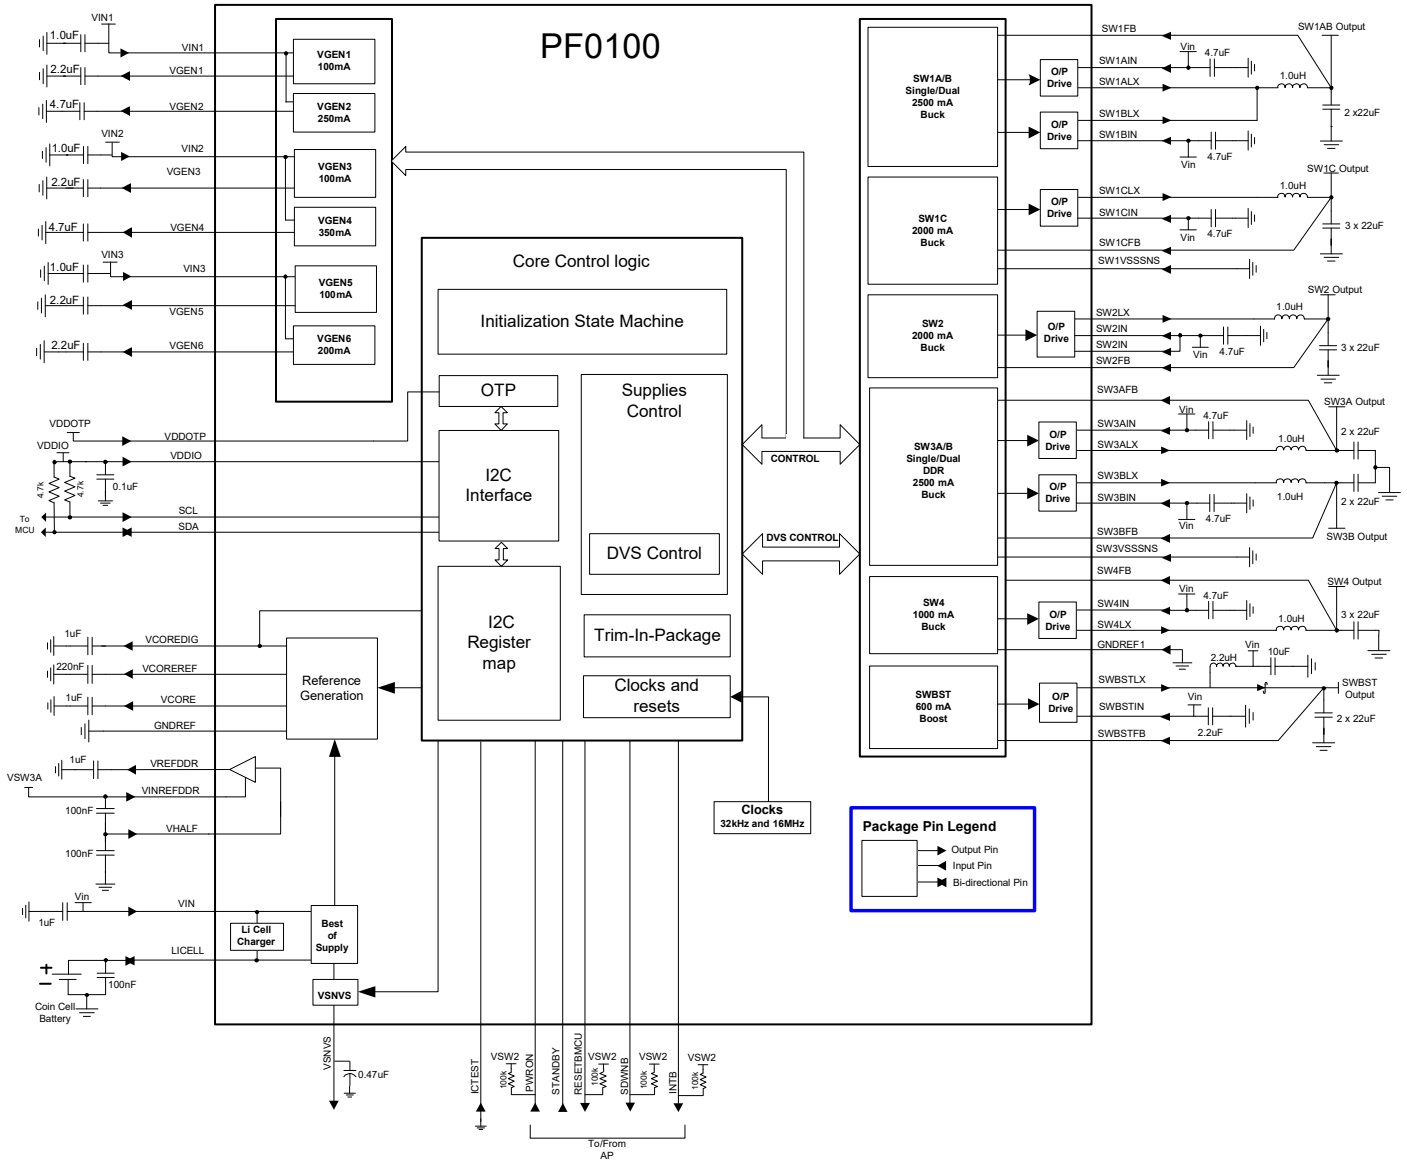 PF0100
VIN1
1.0uF
VIN1
2.2uF
VGEN1
4.7uF
VGEN2
VIN2
1.0uF
VIN2
VGEN3
2.2uF
4.7uF
VGEN4
VIN3
1.0uF
VIN3
2.2uF
VGEN5
2.2uF
VGEN6
VGEN1
100mA
VGEN2
250mA
VGEN3
100mA
VGEN4
350mA
VGEN5
100mA
VGEN6
200mA
VDDOTP
VDDOTP
VDDIO
VDDIO
4.7k
4.7k
0.1uF
To
MCU
SCL
SDA
1uF
VCOREDIG
220nF
VCOREREF
1uF
VCORE
GNDREF
1uF
VREFDDR
VSW3A
VINREFDDR
100nF
VHALF
100nF
Vin
VIN
1uF
LICELL
100nF
Coin Cell
Battery
Reference
Generation
Li Cell
Charger
Best
of
Supply
VSNVS
VSNVS
0.47uF
Core Control logic
Initialization State Machine
OTP
I2C
Interface
I2C
Register
map
Supplies
Control
DVS Control
Trim-In-Package
Clocks and
resets
CONTROL
DVS CONTROL
Clocks
32kHz and 16MHz
ICTEST
VSW2
100k
PWRON
STANDBY
RESETBMCU
VSW2
100k
SDWNB
VSW2
100k
INTB
VSW2
100k
To/From
AP
SW1A/B
Single/Dual
2500 mA
Buck
SW1C
2000 mA
Buck
SW2
2000 mA
Buck
SW3A/B
Single/Dual
DDR
2500 mA
Buck
SW4
1000 mA
Buck
SWBST
600 mA
Boost
O/P
Drive
O/P
Drive
O/P
Drive
O/P
Drive
O/P
Drive
O/P
Drive
O/P
Drive
O/P
Drive
SW1FB
SW1AB Output
SW1AIN
Vin
4.7uF
SW1ALX
1.0uH
2 x22uF
SW1BLX
SW1BIN
Vin
4.7uF
SW1C Output
SW1CLX
1.0uH
SW1CIN
Vin
4.7uF
3 x 22uF
SW1CFB
SW1VSSSNS
SW2 Output
SW2LX
1.0uH
SW2IN
SW2IN
Vin
4.7uF
3 x 22uF
SW2FB
SW3AFB
SW3A Output
SW3AIN
Vin
4.7uF
2 x 22uF
SW3ALX
1.0uH
SW3BLX
1.0uH
SW3BIN
Vin
4.7uF
2 x 22uF
SW3BFB
SW3B Output
SW3VSSSNS
SW4FB
SW4 Output
SW4IN
Vin
4.7uF
3 x 22uF
SW4LX
1.0uH
GNDREF1
Vin
2.2uH
10uF
SWBSTLX
SWBST
Output
SWBSTIN
Vin
2.2uF
2 x 22uF
SWBSTFB
Package Pin Legend
Output Pin
Input Pin
Bi-directional Pin